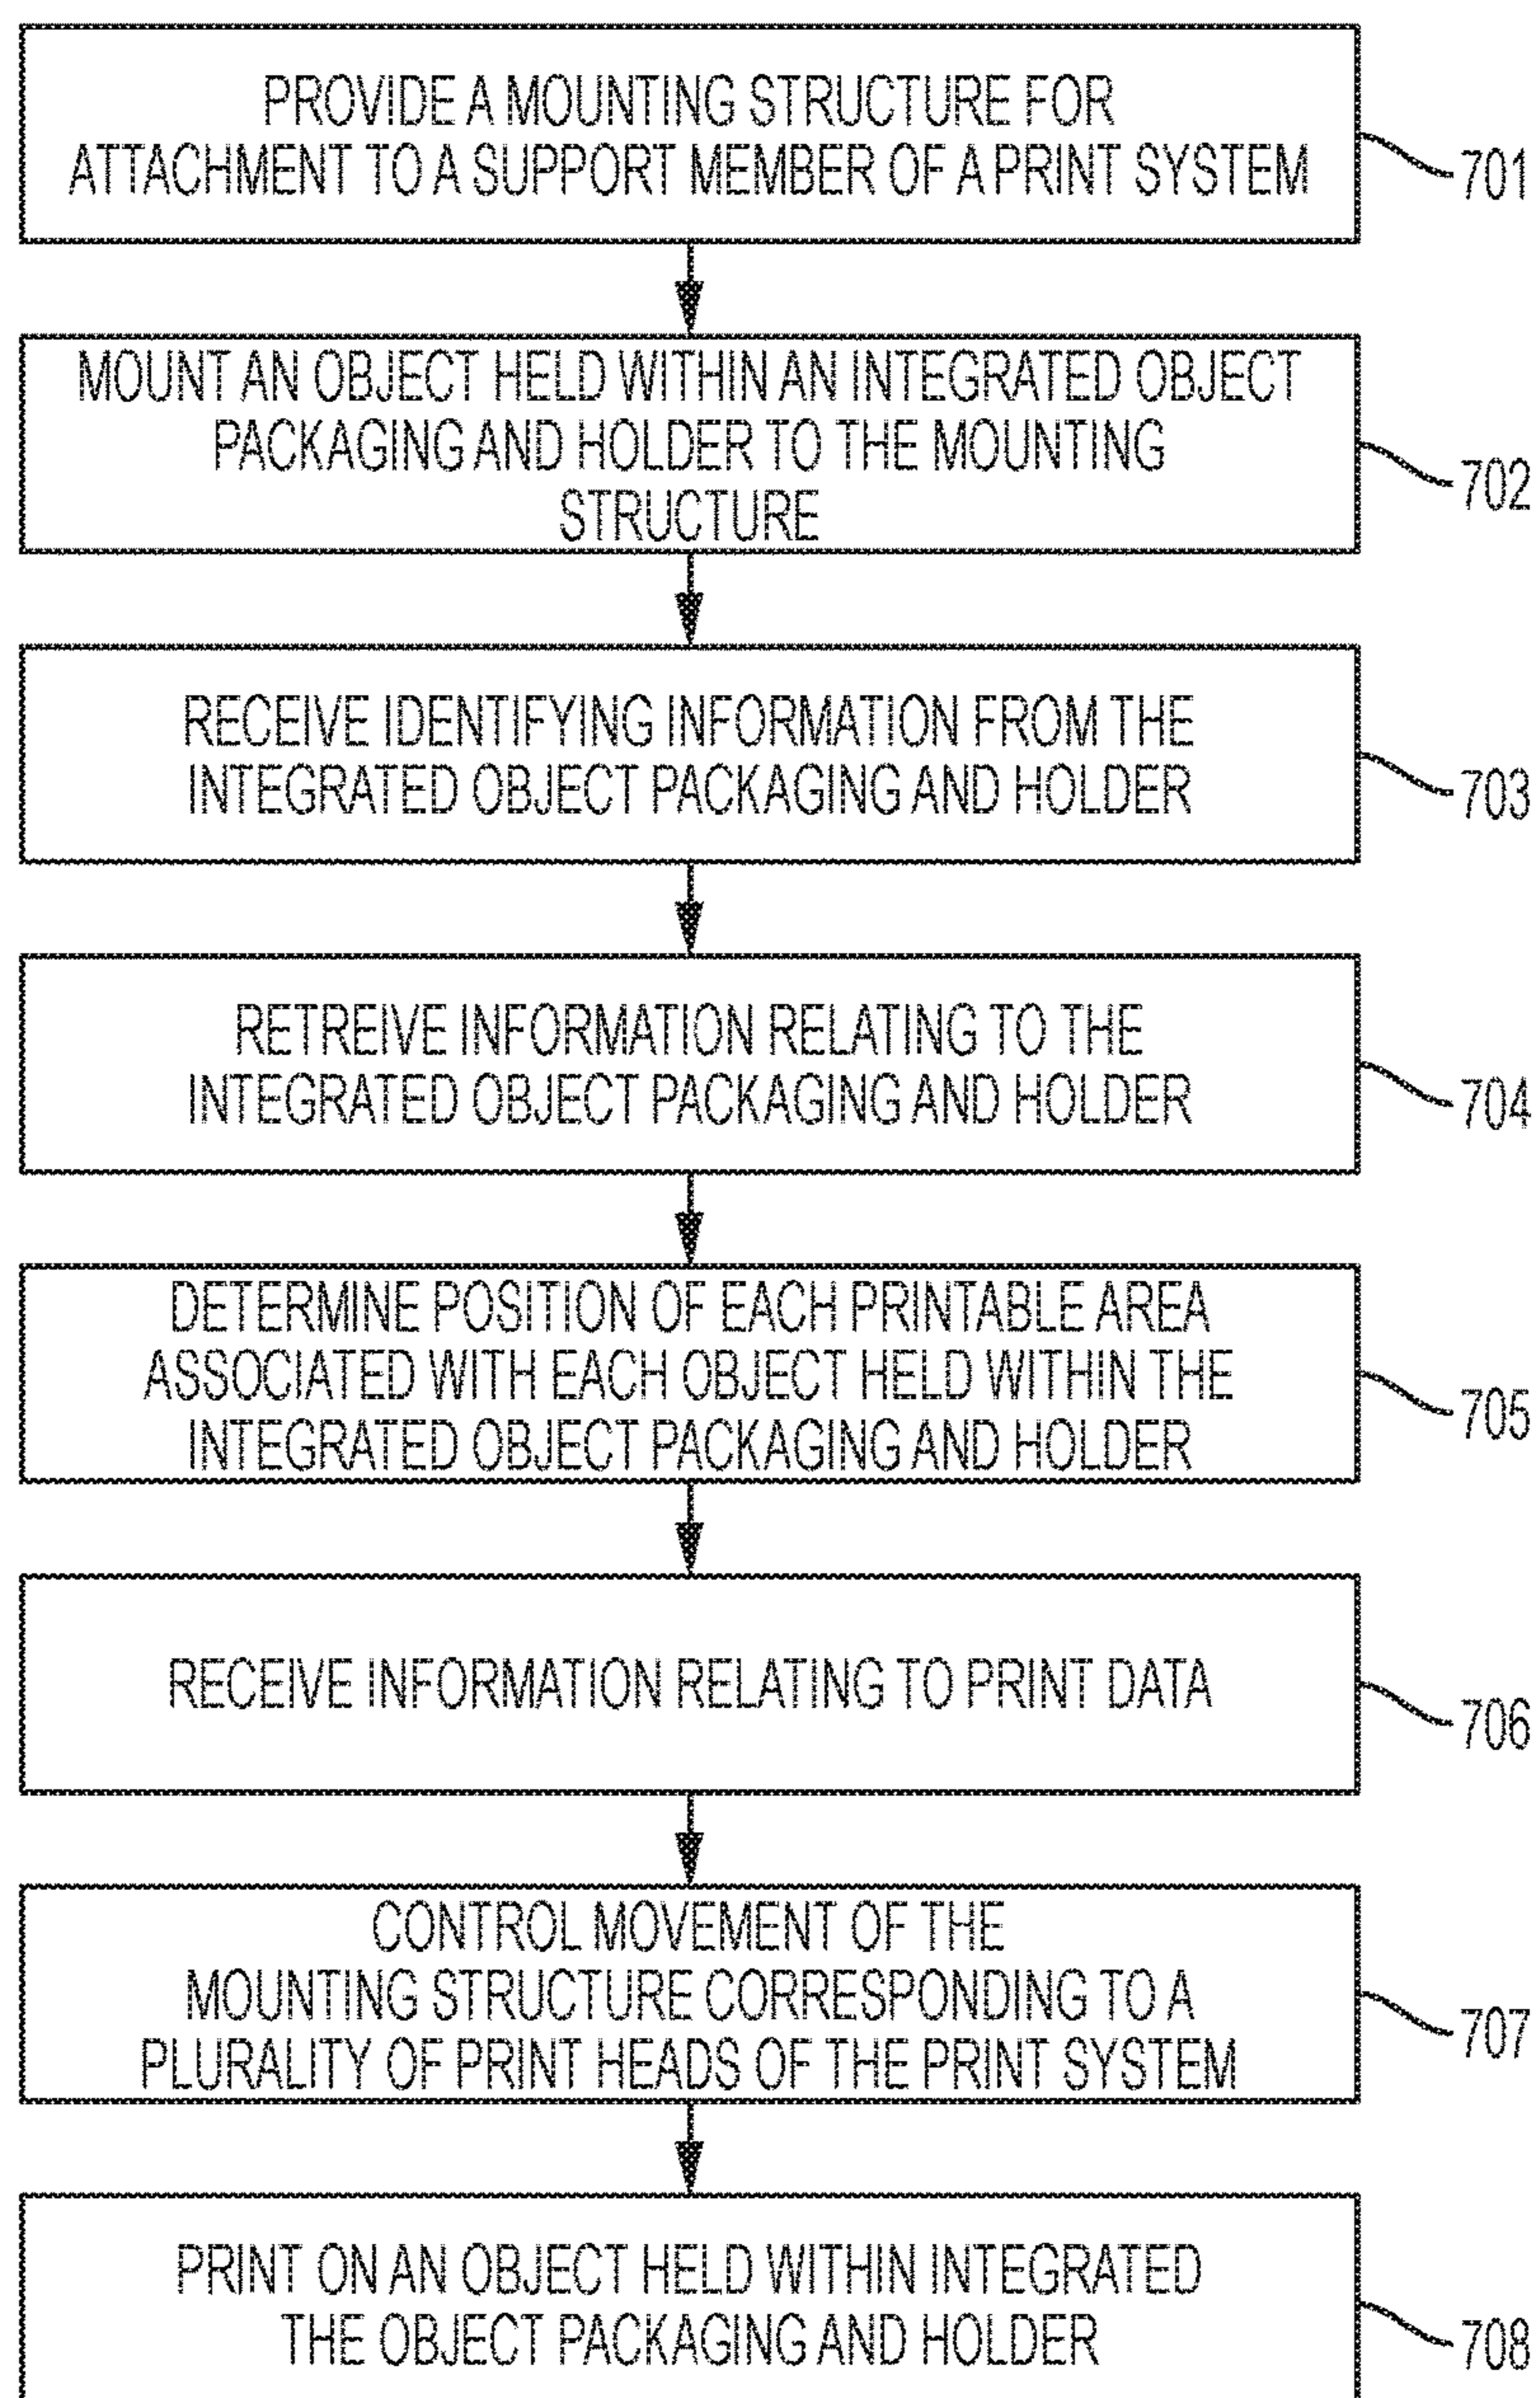 PROVIDE A MOUNTING STRUCTURE FOR
ATTACHMENT TO A SUPPORT MEMBER OF A PRINT SYSTEM
701
MOUNT AN OBJECT HELD WITHIN AN INTEGRATED OBJECT
PACKAGING AND HOLDER TO THE MOUNTING
STRUCTURE
702
RECEIVE IDENTIFYING INFORMATION FROM THE
INTEGRATED OBJECT PACKAGING AND HOLDER
703
RETREIVE INFORMATION RELATING TO THE
INTEGRATED OBJECT PACKAGING AND HOLDER
704
DETERMINE POSITION OF EACH PRINTABLE AREA
ASSOCIATED WITH EACH OBJECT HELD WITHIN THE
INTEGRATED OBJECT PACKAGING AND HOLDER
705
RECEIVE INFORMATION RELATING TO PRINT DATA
706
CONTROL MOVEMENT OF THE
MOUNTING STRUCTURE CORRESPONDING TO A
PLURALITY OF PRINT HEADS OF THE PRINT SYSTEM
707
PRINT ON AN OBJECT HELD WITHIN INTEGRATED
THE OBJECT PACKAGING AND HOLDER
708